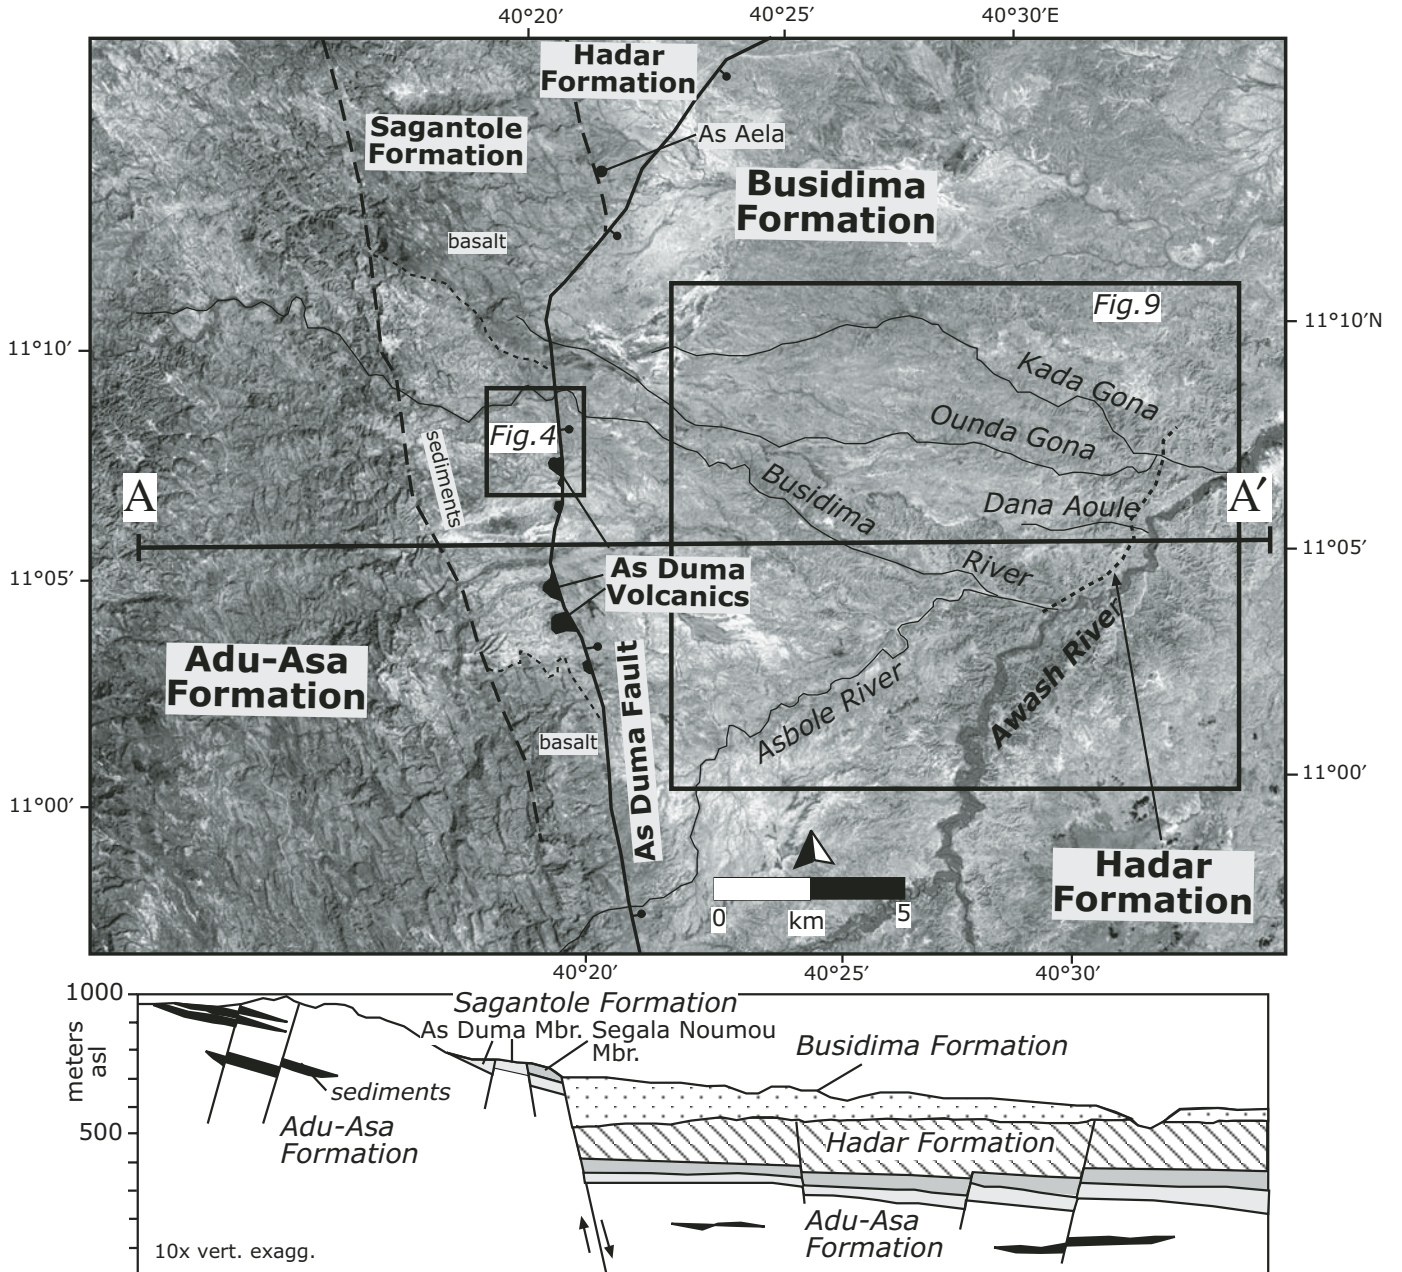 40°20′ 40°25′ 40°30′E
Hadar
Formation
Sagantole
Formation
As Aela
Busidima
Formation
basalt
Fig.9
11°10′
11°10′N
Kada Gona
Ounda Gona
Fig.4
sediments
Busidima
River
Dana Aoule
A
A′
As Duma
Volcanics
11°05′
11°05′
Adu-Asa
Formation
As Duma Fault
Asbole River
Awash River
basalt
11°00′
11°00′
Hadar
Formation
0 km 5
40°20′ 40°25′ 40°30′
1000
meters
asl
500
Sagantole Formation
As Duma Mbr. Segala Noumou
Mbr.
Busidima Formation
sediments
Adu-Asa
Formation
Hadar Formation
Adu-Asa
Formation
10x vert. exagg.